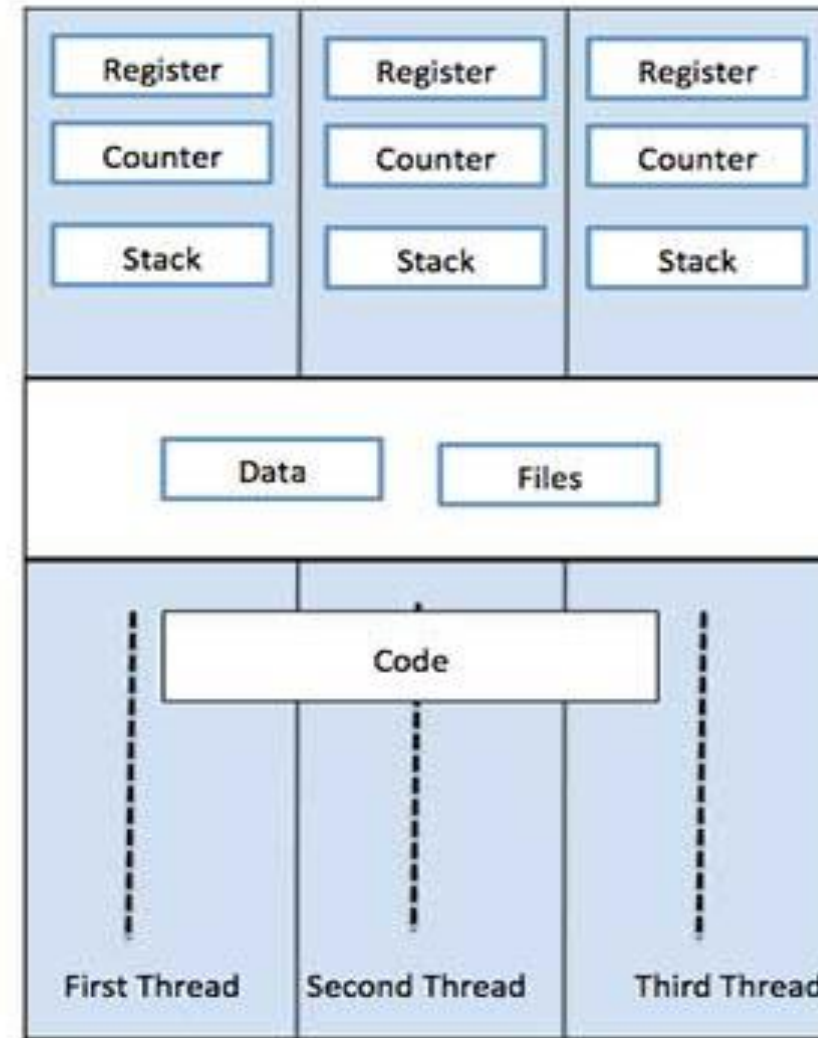 Register Register Register
Counter Counter Counter
Stack Stack Stack
Data Files
Code
First Thread Second Thread Third Thread